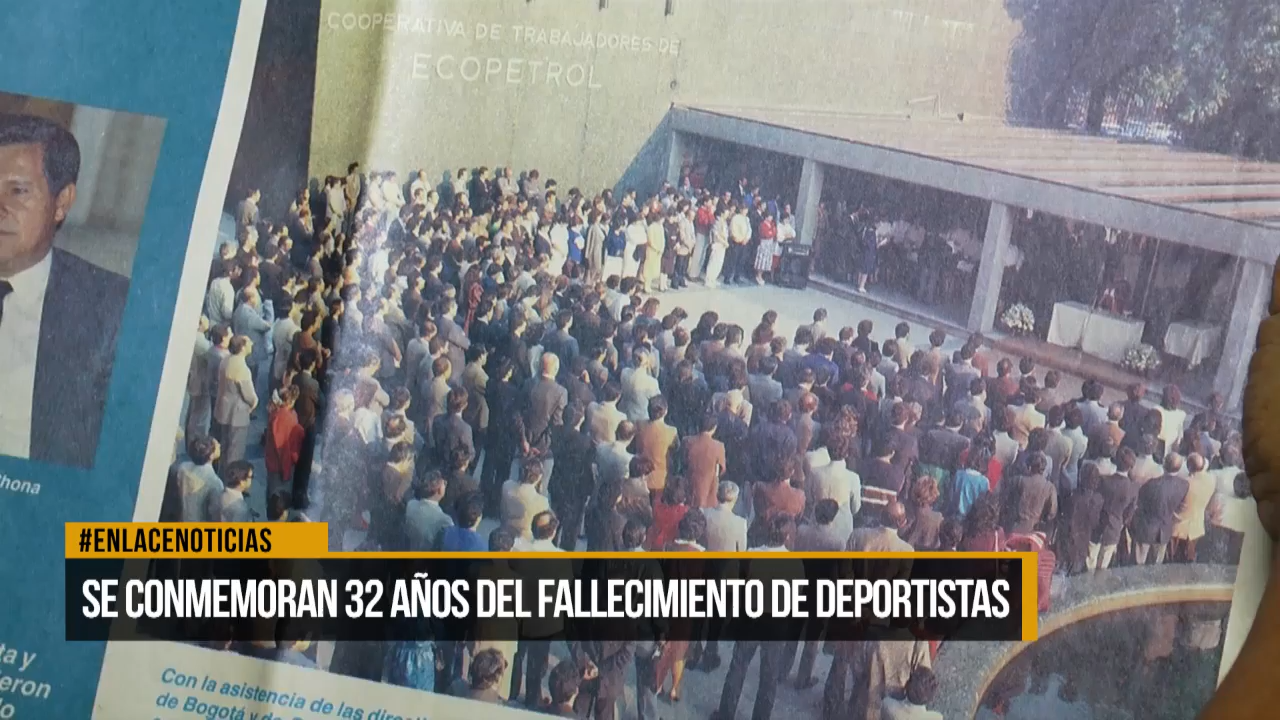 COOPERATIVA DE TRABAJADORES DE
ECOPETROL
#ENLACENOTICIAS
SE CONMEMORAN 32 AÑOS DEL FALLECIMIENTO DE DEPORTISTAS
Con la asistencia de las
de Bogotá y de